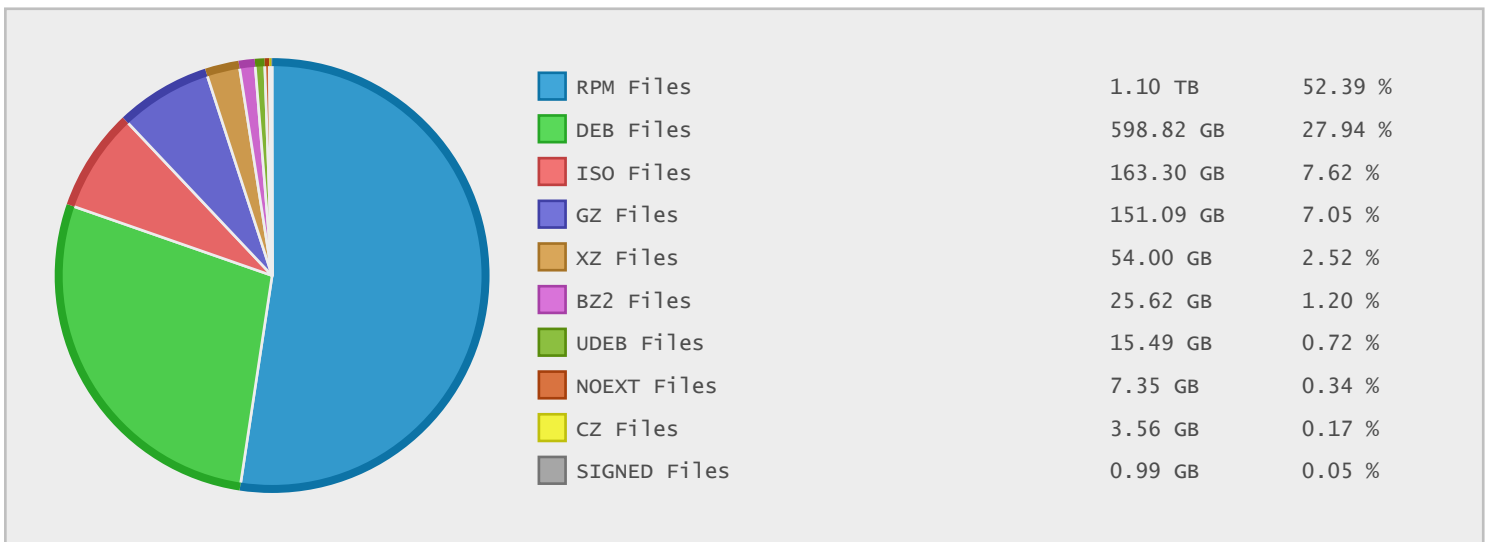 RPM Files 1.10 TB 52.39 %
DEB Files 598.82 GB 27.94 %
ISO Files 163.30 GB 7.62 %
GZ Files 151.09 GB 7.05 %
XZ Files 54.00 GB 2.52 %
BZ2 Files 25.62 GB 1.20 %
UDEB Files 15.49 GB 0.72 %
NOEXT Files 7.35 GB 0.34 %
CZ Files 3.56 GB 0.17 %
SIGNED Files 0.99 GB 0.05 %